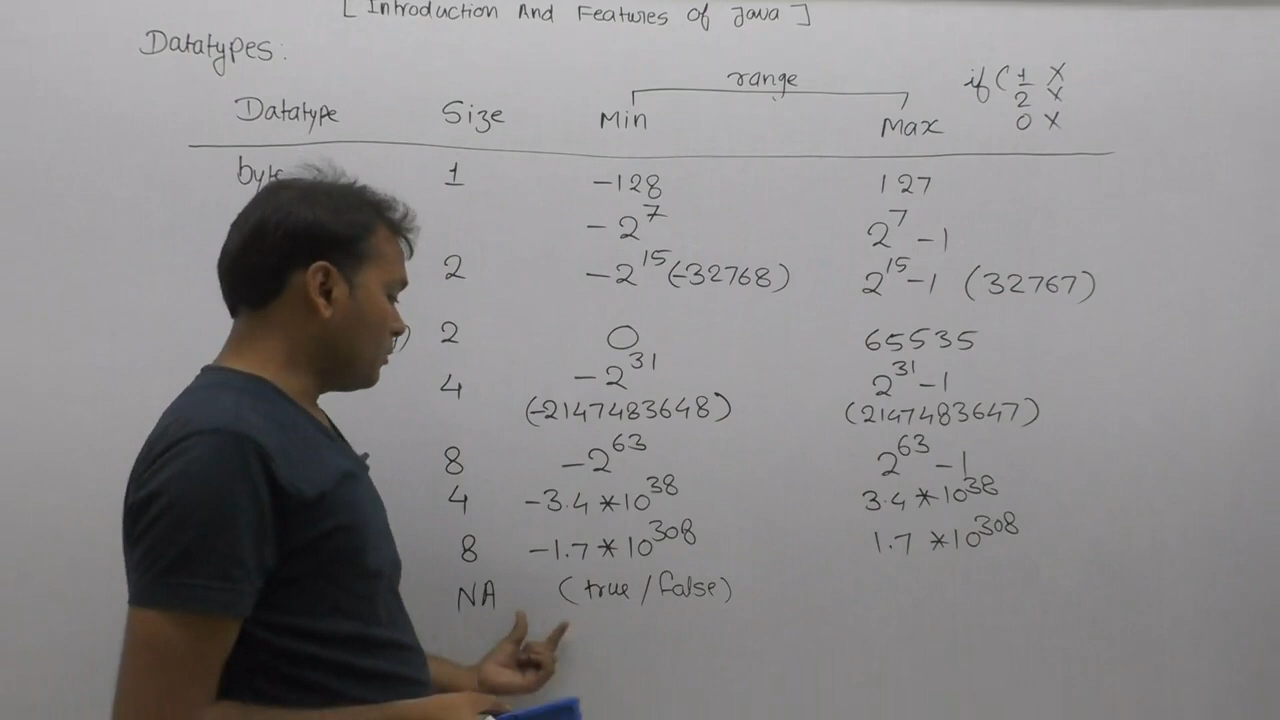 [ Introduction And Features of Java ]
Datatypes:
range
if ( 1 X
2 X
0 X
Datatype Size Min Max
byte 1 -128 127
-2^7 2^7 -1
2 -2^15 (-32768) 2^15 -1 (32767)
) 2 0 65535
4 -2^31 2^31 -1
(-2147483648) (2147483647)
8 -2^63 2^63 -1
4 -3.4 *10^38 3.4 *10^38
8 -1.7 *10^308 1.7 *10^308
NA (true / false)